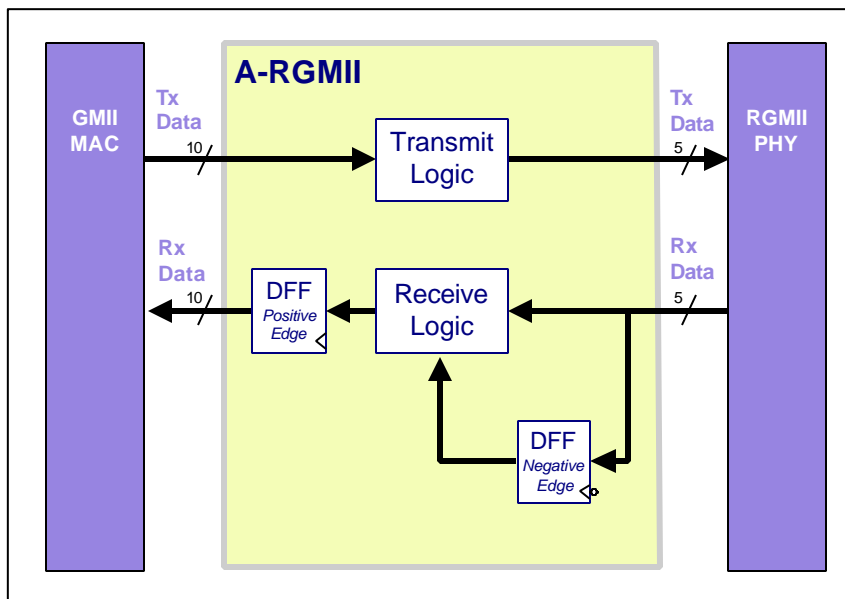 A-RGMII
GMII
MAC
Tx
Data
10
Transmit
Logic
Tx
Data
5
RGMII
PHY
Rx
Data
10
DFF
Positive
Edge
Receive
Logic
Rx
Data
5
DFF
Negative
Edge